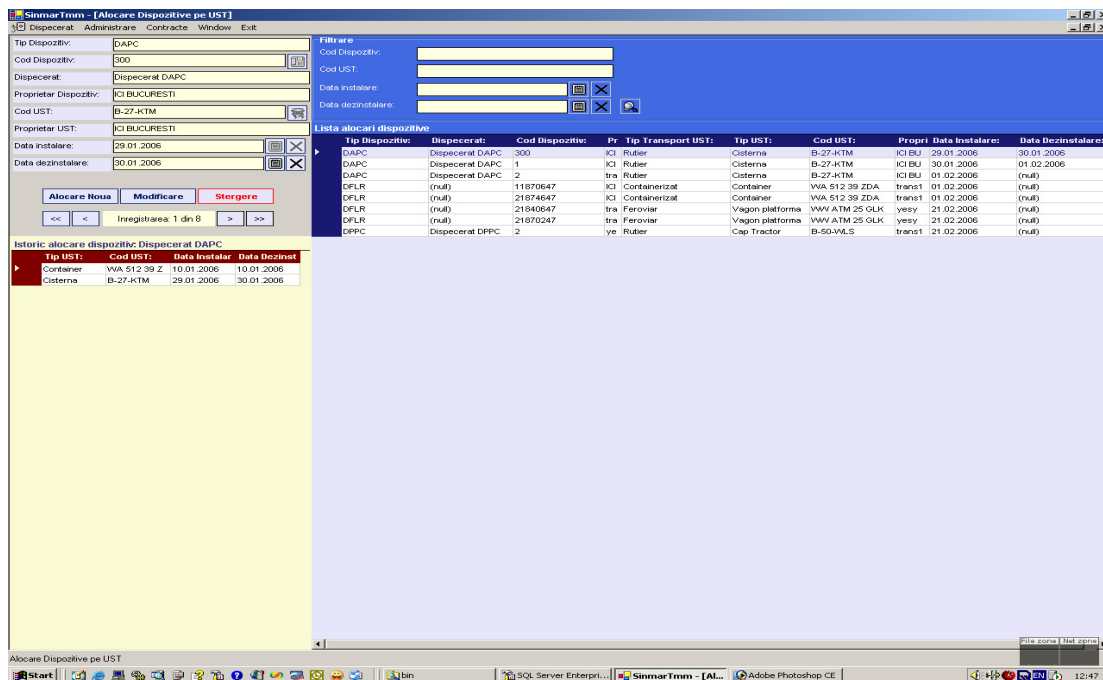 SinmarTmm - [Alocare Dispozitive pe UST]
Dispecerat Administrare Contracte Window Exit
Tip Dispozitiv: DAPC
Cod Dispozitiv: 300
Dispecerat: Dispecerat DAPC
Proprietar Dispozitiv: ICI BUCURESTI
Cod UST: B-27-KTM
Proprietar UST: ICI BUCURESTI
Data instalare: 29.01.2006
Data dezinstalare: 30.01.2006
Alocare Noua Modificare Stergere
<< < Inregistrarea: 1 din 8 > >>
Istoric alocare dispozitiv: Dispecerat DAPC
Tip UST: Cod UST: Data Instalar Data Dezinst
Container WA 512 39 Z 10.01.2006 10.01.2006
Cisterna B-27-KTM 29.01.2006 30.01.2006
Filtrare
Cod Dispozitiv:
Cod UST:
Data instalare:
Data dezinstalare:
Lista alocari dispozitive
Tip Dispozitiv: Dispecerat: Cod Dispozitiv: Pr Tip Transport UST: Tip UST: Cod UST: Propri Data Instalare: Data Dezinstalare:
DAPC Dispecerat DAPC 300 ICI Rutier Cisterna B-27-KTM ICI BU 29.01.2006 30.01.2006
DAPC Dispecerat DAPC 1 ICI Rutier Cisterna B-27-KTM ICI BU 30.01.2006 01.02.2006
DAPC Dispecerat DAPC 2 tra Rutier Cisterna B-27-KTM ICI BU 01.02.2006 (null)
DFLR (null) 11870647 ICI Containerizat Container WA 512 39 ZDA trans1 01.02.2006 (null)
DFLR (null) 21874647 ICI Containerizat Container WA 512 39 ZDA trans1 01.02.2006 (null)
DFLR (null) 21840647 tra Feroviar Vagon platforma WW ATM 25 GLK yesy 21.02.2006 (null)
DFLR (null) 21870247 tra Feroviar Vagon platforma WW ATM 25 GLK yesy 21.02.2006 (null)
DPPC Dispecerat DPPC 2 ye Rutier Cap Tractor B-50-WLS trans1 21.02.2006 (null)
File zone Net zone
Alocare Dispozitive pe UST
Start bin SQL Server Enterpri... SinmarTmm - [Al... Adobe Photoshop CE EN 12:47